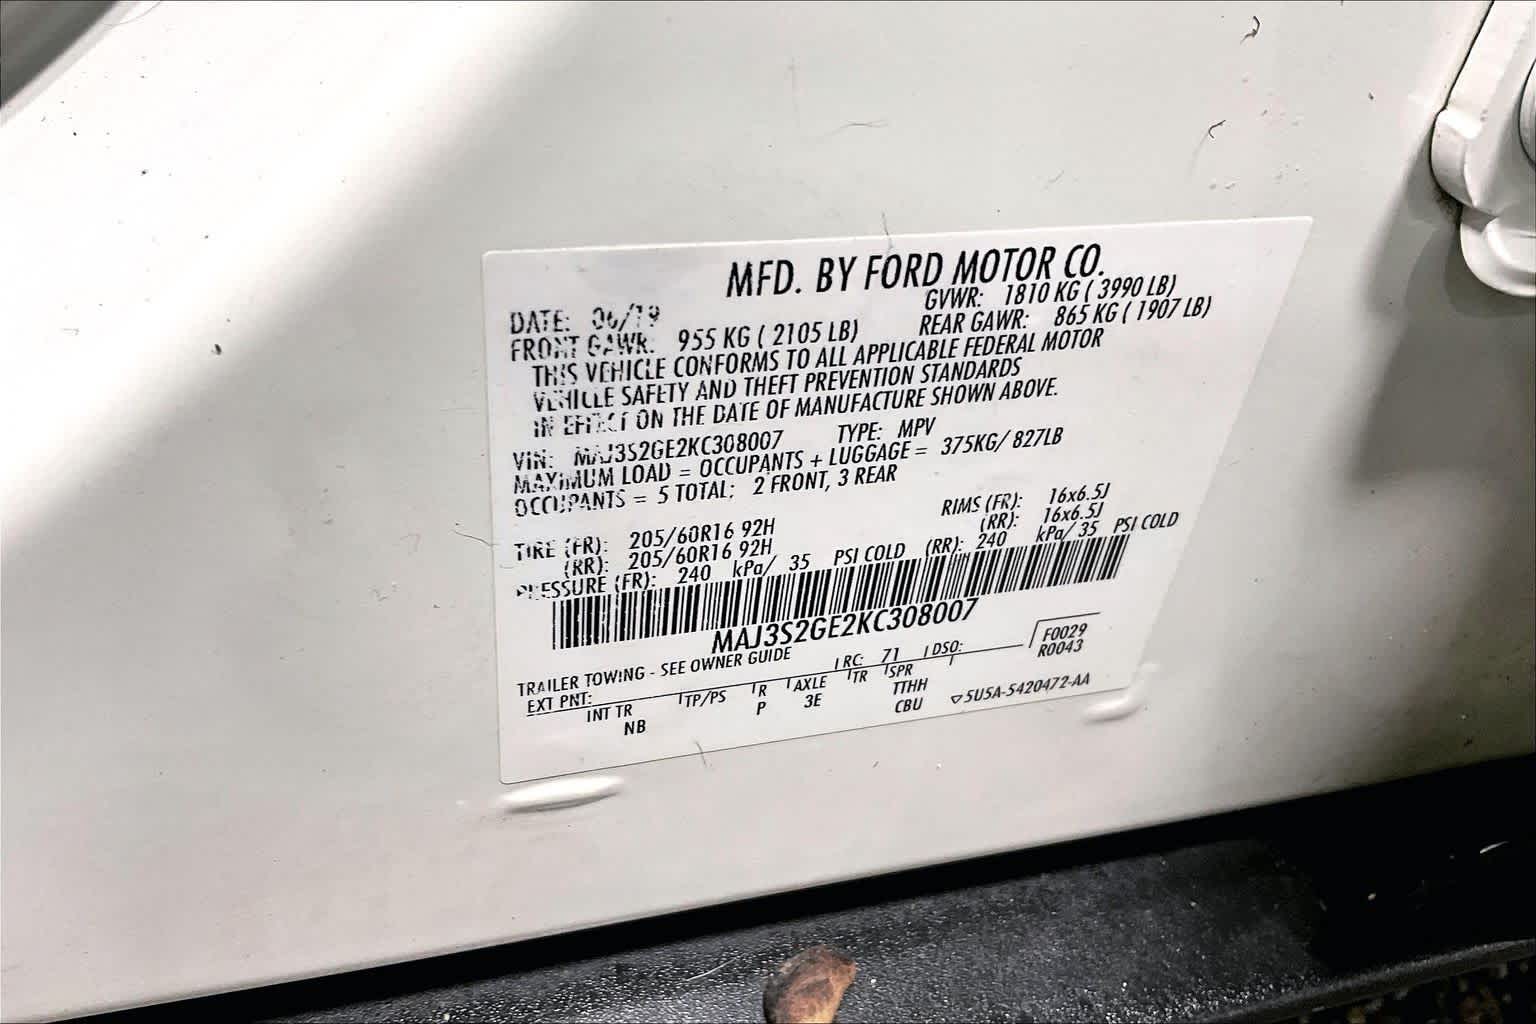 MFD. BY FORD MOTOR CO.
DATE: 06/19 GVWR: 1810 KG ( 3990 LB)
FRONT GAWR: 955 KG ( 2105 LB) REAR GAWR: 865 KG ( 1907 LB)
THIS VEHICLE CONFORMS TO ALL APPLICABLE FEDERAL MOTOR
VEHICLE SAFETY AND THEFT PREVENTION STANDARDS
IN EFFECT ON THE DATE OF MANUFACTURE SHOWN ABOVE.
VIN: MAJ3S2GE2KC308007 TYPE: MPV
MAXIMUM LOAD = OCCUPANTS + LUGGAGE = 375KG/ 827LB
OCCUPANTS = 5 TOTAL; 2 FRONT, 3 REAR
TIRE (FR): 205/60R16 92H RIMS (FR): 16x6.5J
(RR): 205/60R16 92H (RR): 16x6.5J
PRESSURE (FR): 240 kPa/ 35 PSI COLD (RR): 240 kPa/ 35 PSI COLD
MAJ3S2GE2KC308007
TRAILER TOWING - SEE OWNER GUIDE
EXT PNT: RC: 71 DSO: F0029
R0043
INT TR TP/PS R AXLE TR SPR
NB P 3E TTHH
CBU 5U5A-5420472-AA